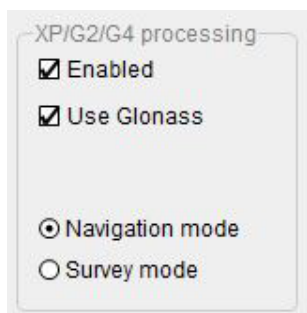 XP/G2/G4 processing
Enabled
Use Glonass
Navigation mode
Survey mode